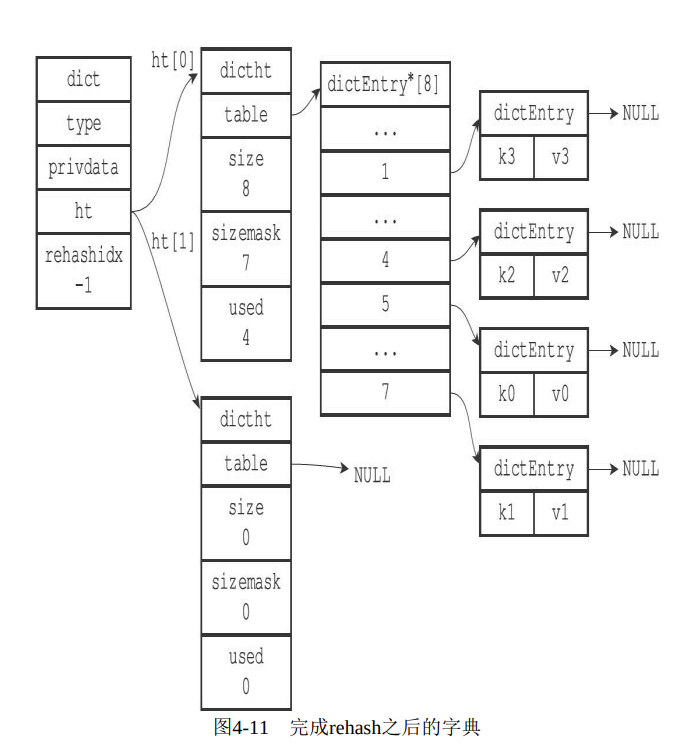 dict
type
privdata
ht
rehashidx
-1
ht[0]
ht[1]
dictht
table
size
8
sizemask
7
used
4
dictht
table
size
0
sizemask
0
used
0
NULL
dictEntry*[8]
...
1
...
4
5
...
7
dictEntry
NULL
k3 v3
dictEntry
NULL
k2 v2
dictEntry
NULL
k0 v0
dictEntry
NULL
k1 v1
图4-11 完成rehash之后的字典